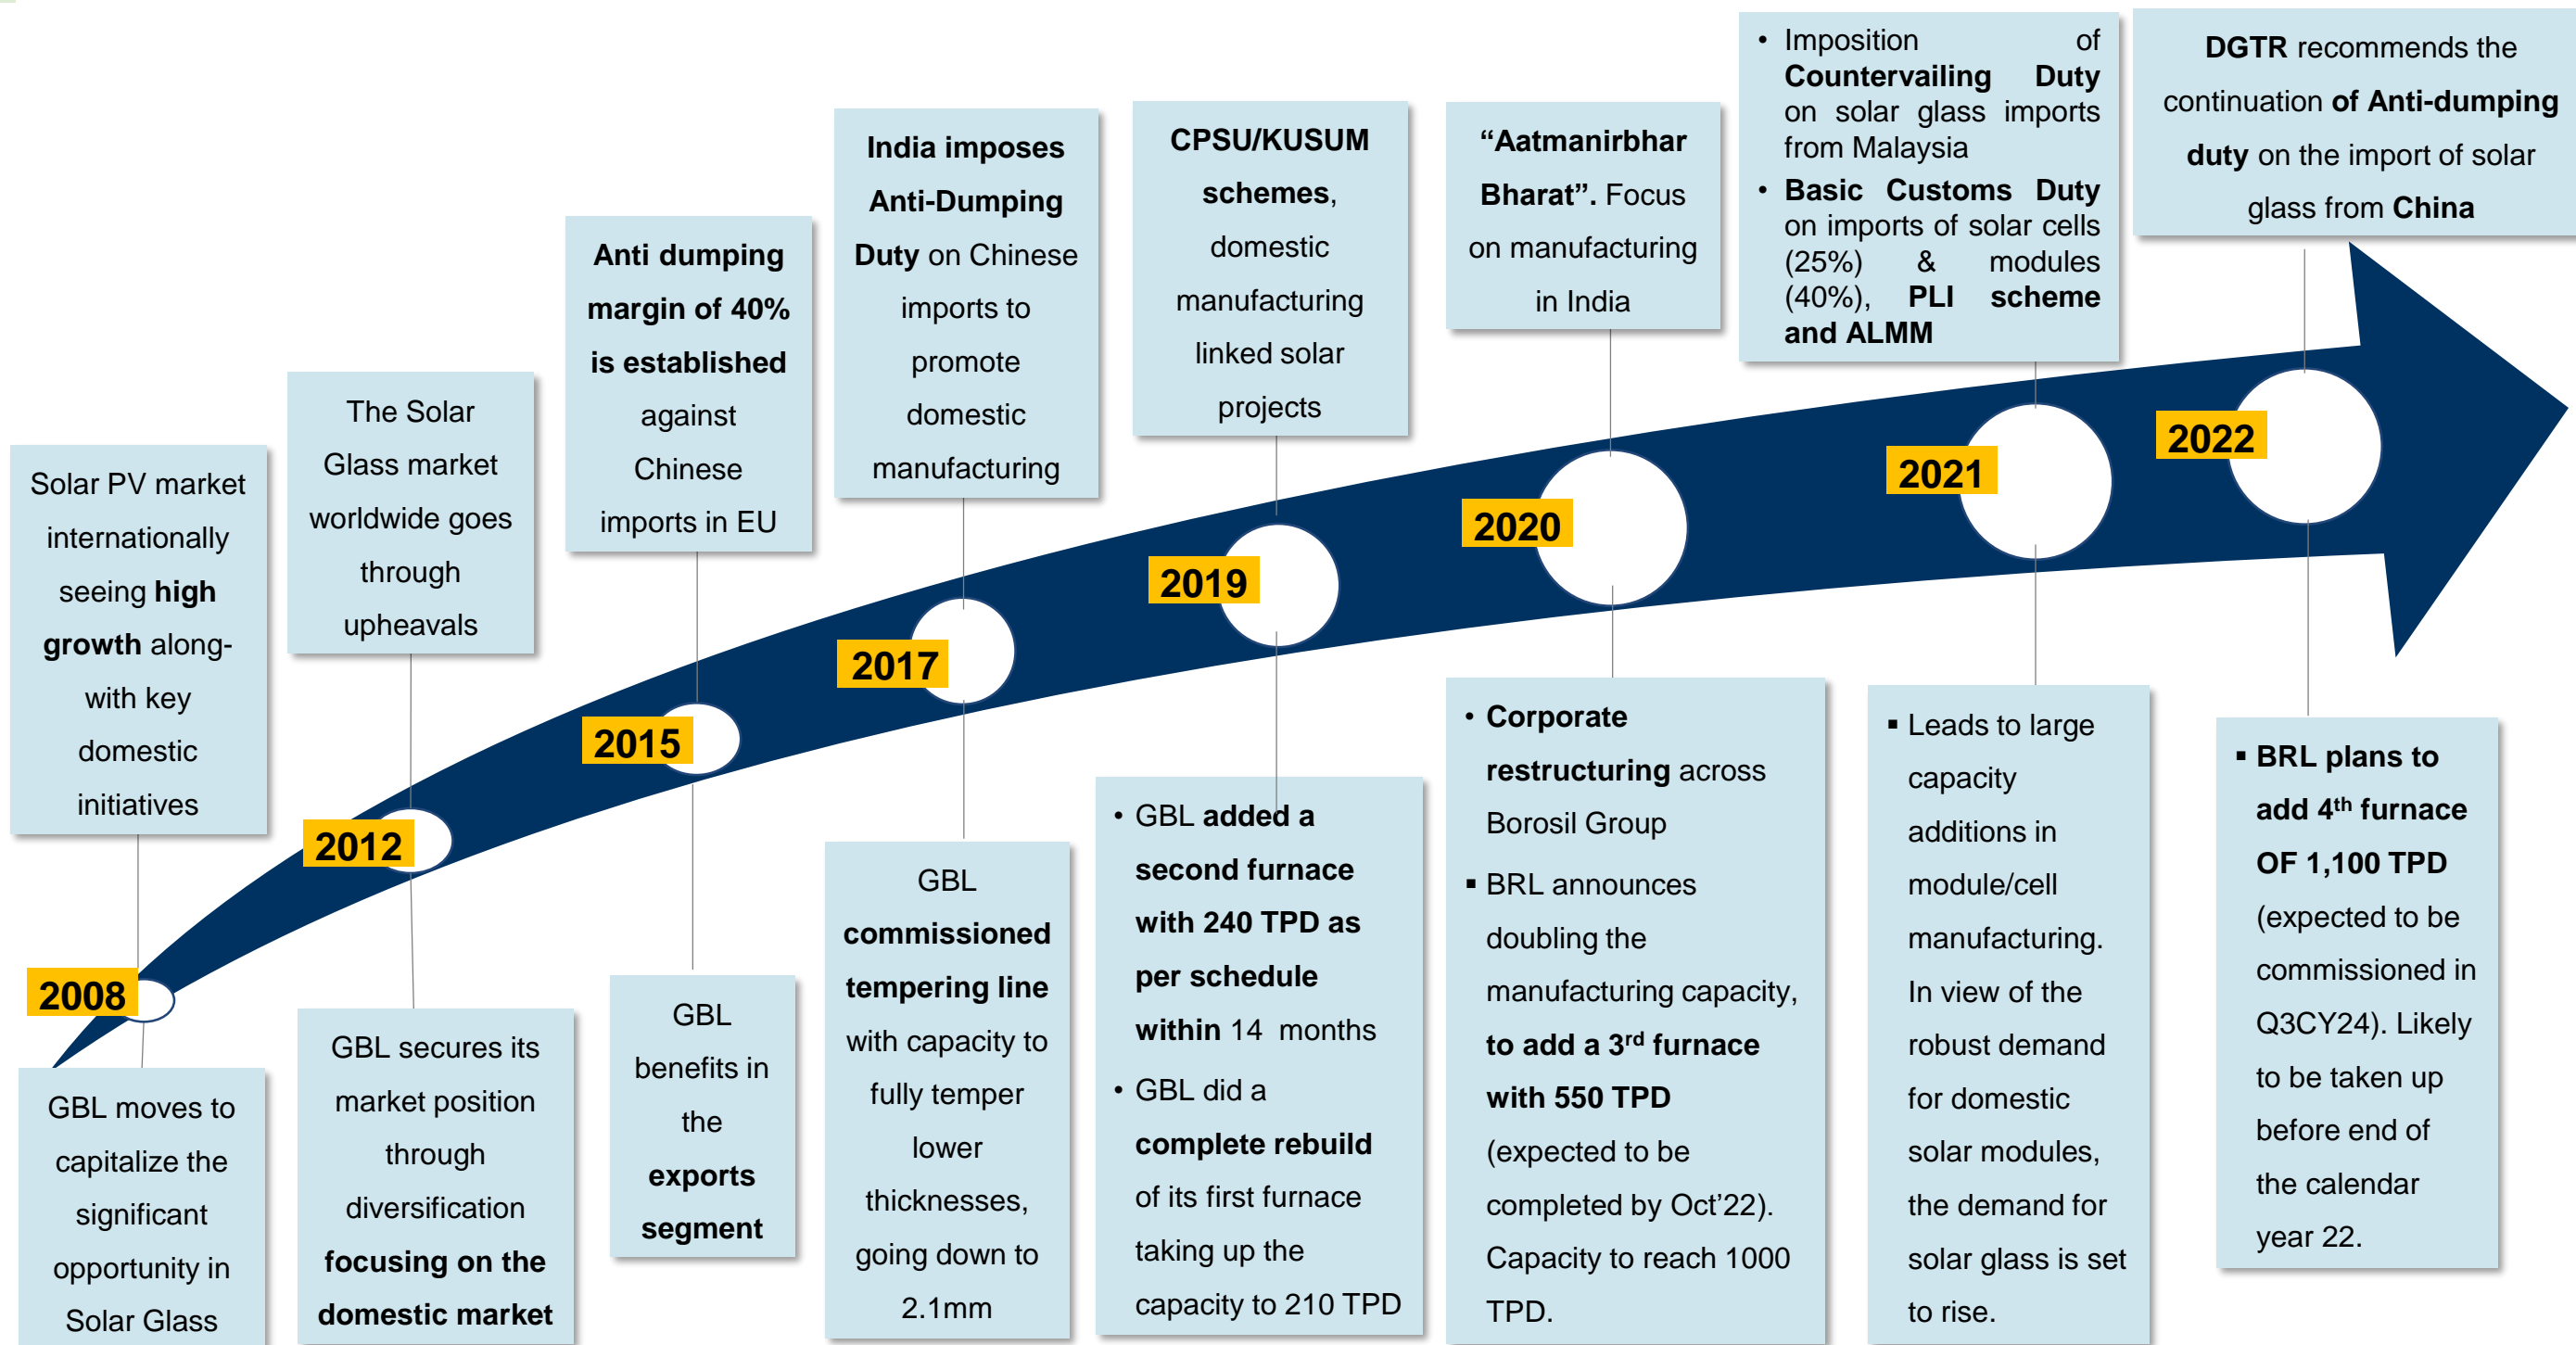 Solar PV market
internationally
seeing high
growth along-
with key
domestic
initiatives
2008
GBL moves to
capitalize the
significant
opportunity in
Solar Glass
The Solar
Glass market
worldwide goes
through
upheavals
2012
GBL secures its
market position
through
diversification
focusing on the
domestic market
Anti dumping
margin of 40%
is established
against
Chinese
imports in EU
2015
GBL
benefits in
the
exports
segment
India imposes
Anti-Dumping
Duty on Chinese
imports to
promote
domestic
manufacturing
2017
GBL
commissioned
tempering line
with capacity to
fully temper
lower
thicknesses,
going down to
2.1mm
CPSU/KUSUM
schemes,
domestic
manufacturing
linked solar
projects
2019
• GBL added a
second furnace
with 240 TPD as
per schedule
within 14 months
• GBL did a
complete rebuild
of its first furnace
taking up the
capacity to 210 TPD
“Aatmanirbhar
Bharat”. Focus
on manufacturing
in India
2020
• Corporate
restructuring across
Borosil Group
▪ BRL announces
doubling the
manufacturing capacity,
to add a 3rd furnace
with 550 TPD
(expected to be
completed by Oct’22).
Capacity to reach 1000
TPD.
• Imposition of
Countervailing Duty
on solar glass imports
from Malaysia
• Basic Customs Duty
on imports of solar cells
(25%) & modules
(40%), PLI scheme
and ALMM
2021
▪ Leads to large
capacity
additions in
module/cell
manufacturing.
In view of the
robust demand
for domestic
solar modules,
the demand for
solar glass is set
to rise.
DGTR recommends the
continuation of Anti-dumping
duty on the import of solar
glass from China
2022
▪ BRL plans to
add 4th furnace
OF 1,100 TPD
(expected to be
commissioned in
Q3CY24). Likely
to be taken up
before end of
the calendar
year 22.